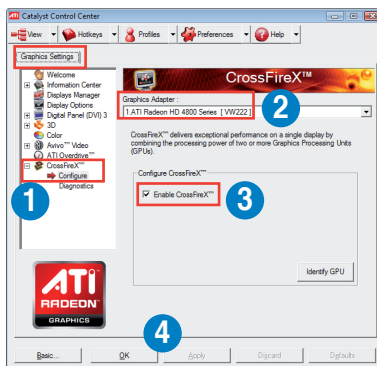 Catalyst Control Center
View Hotkeys Profiles Preferences Help
Graphics Settings
Welcome
Information Center
Displays Manager
Display Options
Digital Panel (DVI) 3
3D
Color
Avivo™ Video
ATI Overdrive™
CrossFireX™
Configure
Diagnostics
1
ATI
RADEON
GRAPHICS
CrossFireX™
Graphics Adapter :
1.ATI Radeon HD 4800 Series [ VW222 ]
2
CrossFireX™ delivers exceptional performance on a single display by
combining the processing power of two or more Graphics Processing Units
(GPUs).
Configure CrossFireX™
Enable CrossFireX™
3
Identify GPU
4
Basic...
OK
Apply
Discard
Defaults